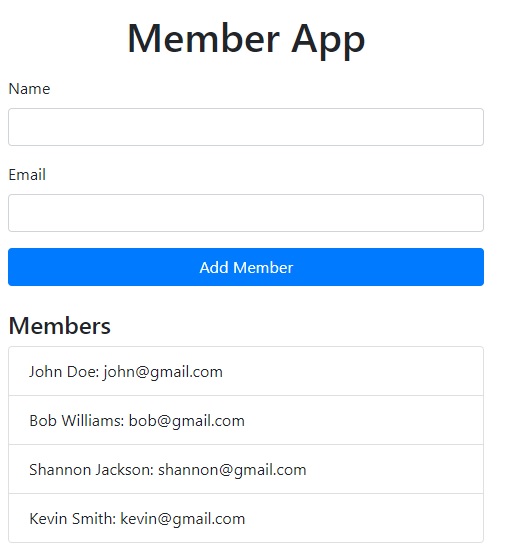 Member App
Name
Email
Add Member
Members
John Doe: john@gmail.com
Bob Williams: bob@gmail.com
Shannon Jackson: shannon@gmail.com
Kevin Smith: kevin@gmail.com